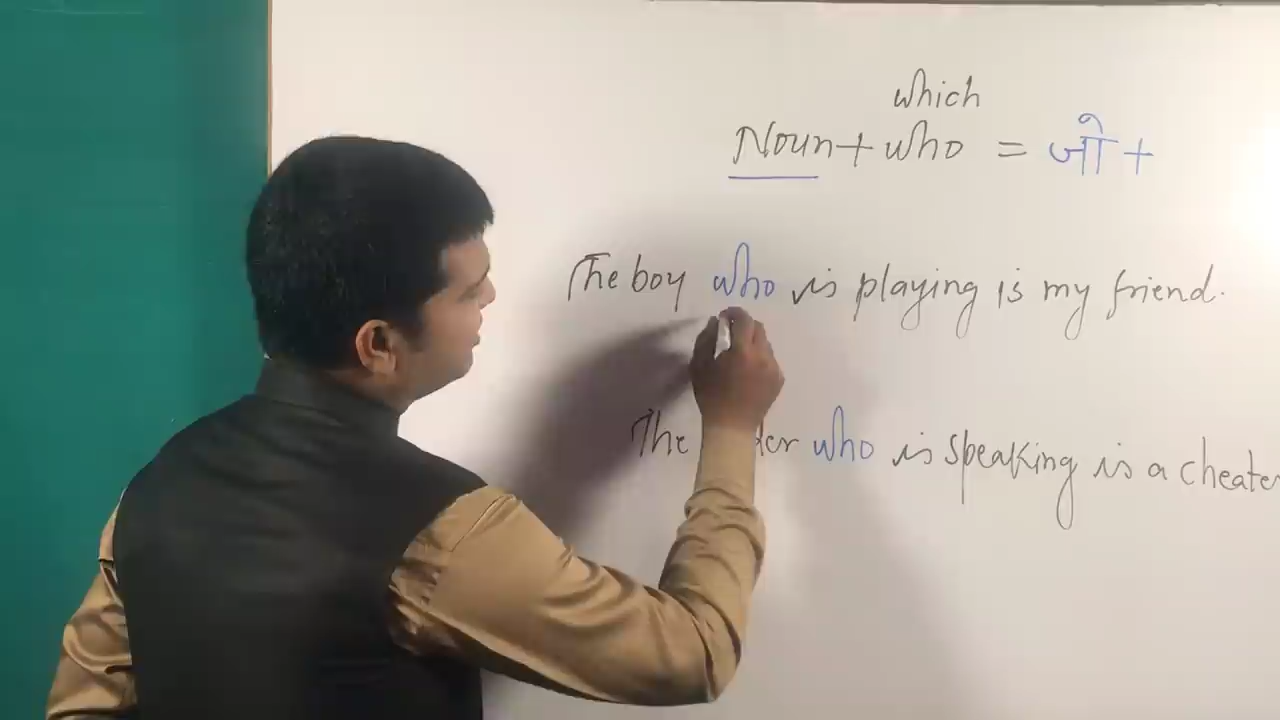 which
Noun + who = जो +
The boy who is playing is my friend.
The who is speaking is a cheater